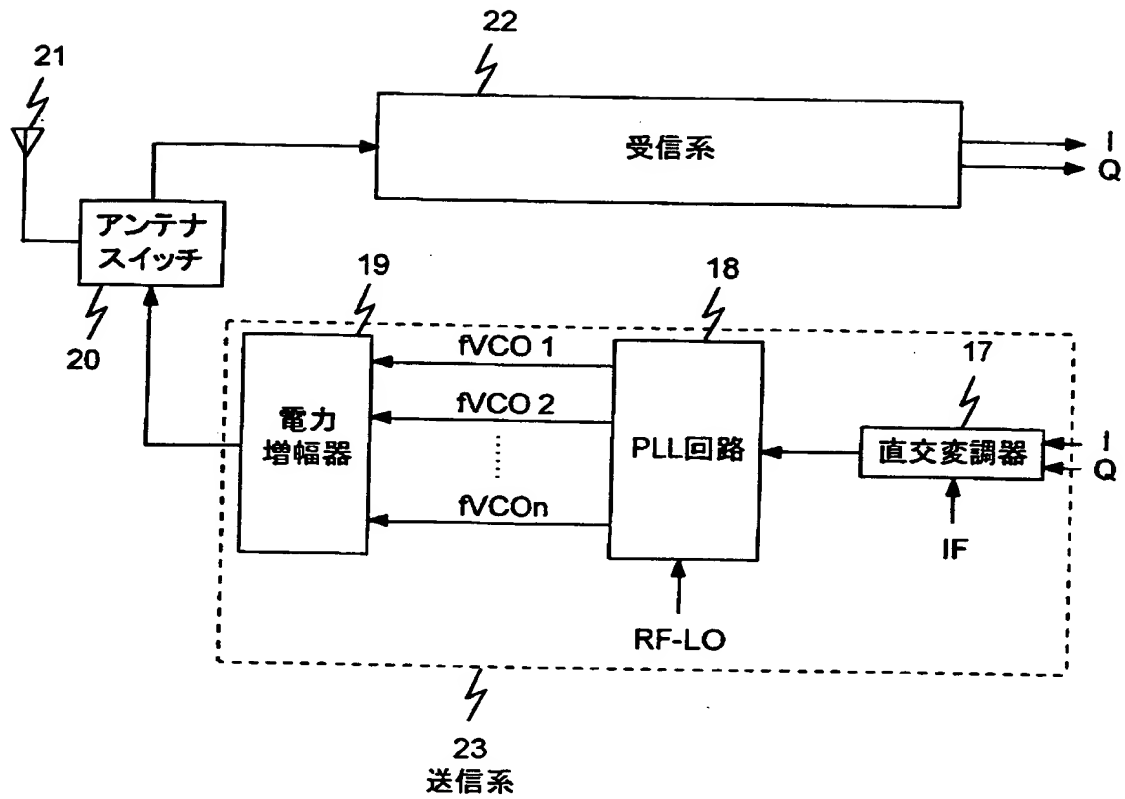 22
21
受信系
I
Q
アンテナ
スイッチ
20
19
18
17
fVCO 1
fVCO 2
……
fVCOn
電力
増幅器
PLL回路
直交変調器
I
Q
IF
RF-LO
23
送信系